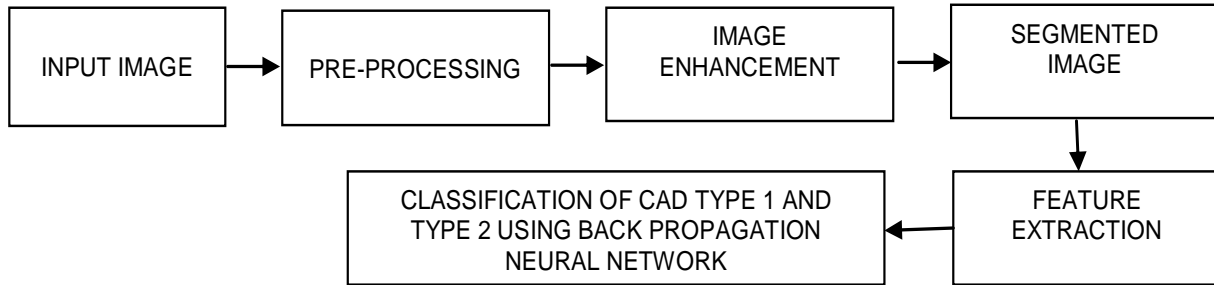 INPUT IMAGE
PRE-PROCESSING
IMAGE
ENHANCEMENT
SEGMENTED
IMAGE
FEATURE
EXTRACTION
CLASSIFICATION OF CAD TYPE 1 AND
TYPE 2 USING BACK PROPAGATION
NEURAL NETWORK